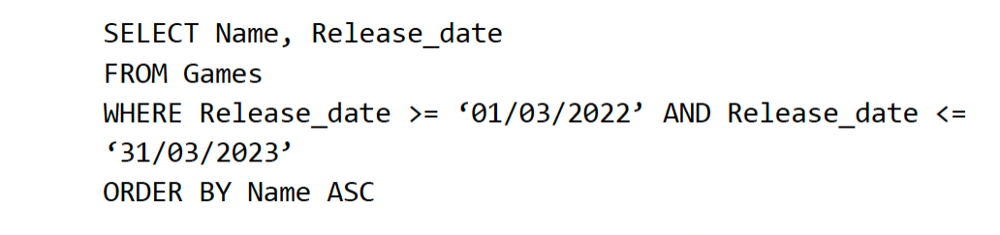 SELECT Name, Release_date
FROM Games
WHERE Release_date >= ‘01/03/2022’ AND Release_date <=
‘31/03/2023’
ORDER BY Name ASC